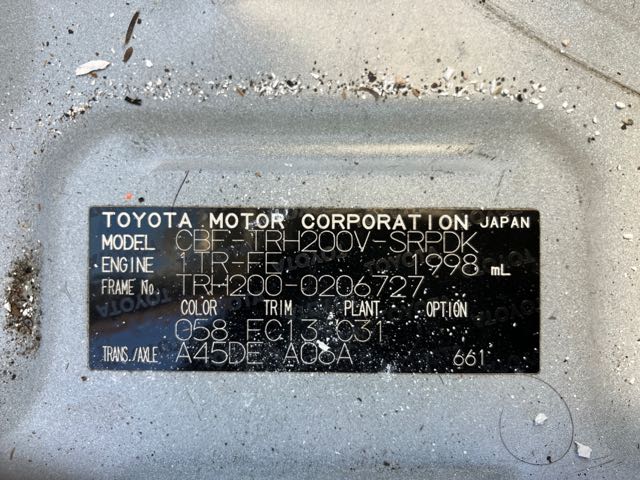 TOYOTA MOTOR CORPORATION JAPAN
MODEL CBF-TRH200V-SRPDK
ENGINE 1TR-FE 1998 mL
FRAME No. TRH200-0206727
COLOR TRIM PLANT OPTION
058 FC13 C31
TRANS./AXLE A45DE A06A 661